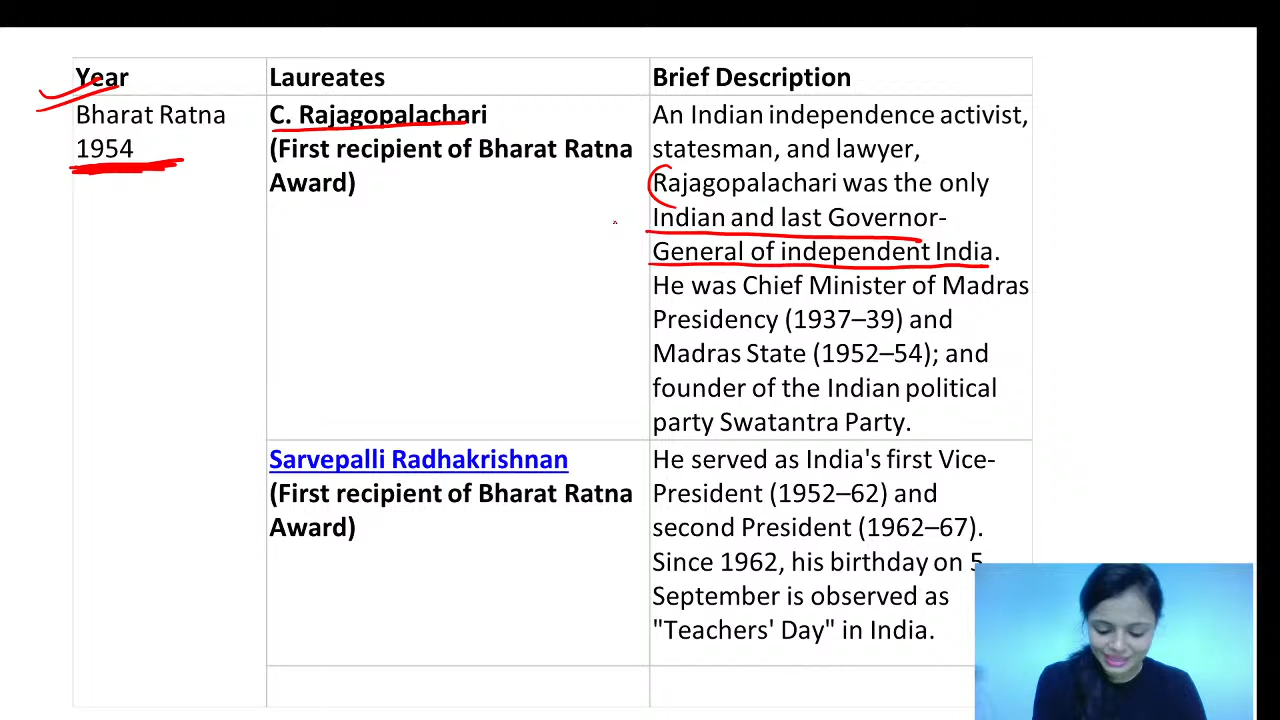 Year
Laureates
Brief Description
Bharat Ratna
1954
C. Rajagopalachari
(First recipient of Bharat Ratna
Award)
An Indian independence activist,
statesman, and lawyer,
Rajagopalachari was the only
Indian and last Governor-
General of independent India.
He was Chief Minister of Madras
Presidency (1937–39) and
Madras State (1952–54); and
founder of the Indian political
party Swatantra Party.
Sarvepalli Radhakrishnan
(First recipient of Bharat Ratna
Award)
He served as India's first Vice-
President (1952–62) and
second President (1962–67).
Since 1962, his birthday on 5
September is observed as
"Teachers' Day" in India.